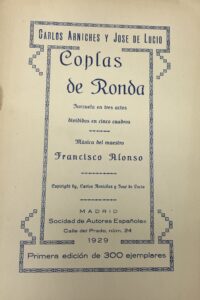 CARLOS ARNICHES Y JOSE DE LUCIO
Coplas
de Ronda
Zarzuela en tres actos
divididos en cinco cuadros
Música del maestro
Francisco Alonso
Copyright by, Carlos Arniches y José de Lucio
MADRID
Sociedad de Autores Españoles
Calle del Prado, núm. 24
1929
Primera edición de 300 ejemplares